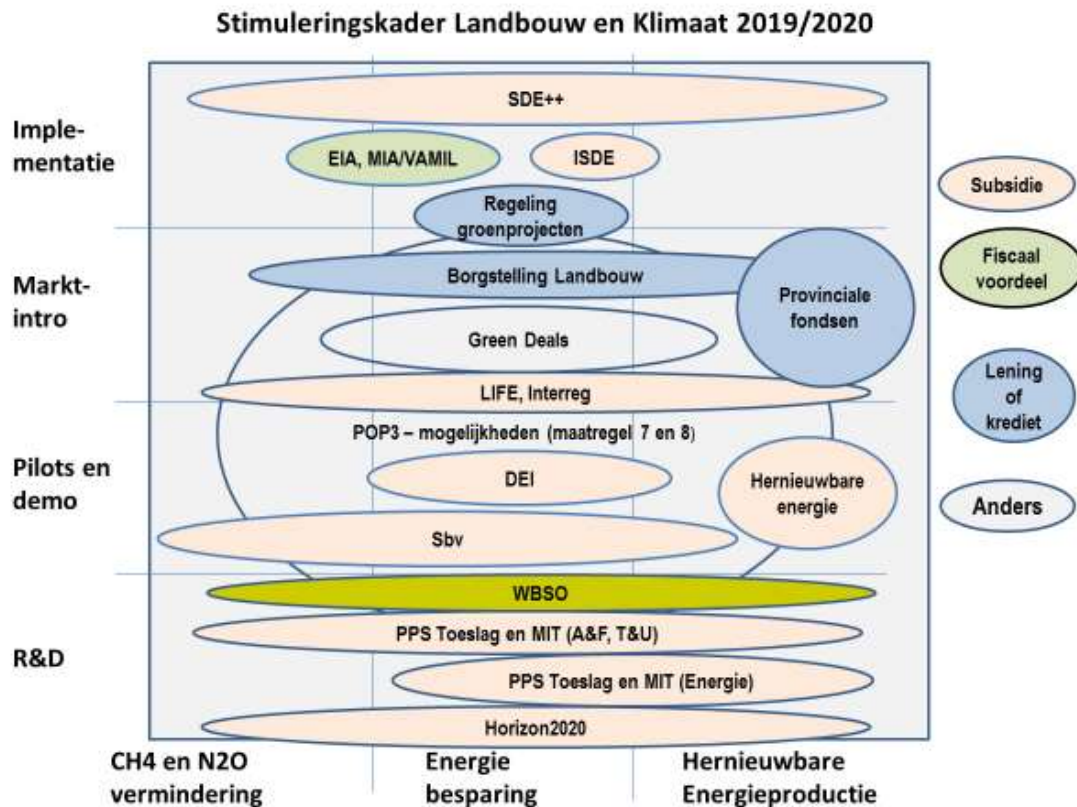 Stimuleringskader Landbouw en Klimaat 2019/2020
Imple-
mentatie
SDE++
EIA, MIA/VAMIL
ISDE
Regeling
groenprojecten
Markt-
intro
Borgstelling Landbouw
Provinciale
fondsen
Green Deals
LIFE, Interreg
POP3 – mogelijkheden (maatregel 7 en 8)
Pilots en
demo
DEI
Hernieuwbare
energie
Sbv
WBSO
R&D
PPS Toeslag en MIT (A&F, T&U)
PPS Toeslag en MIT (Energie)
Horizon2020
CH4 en N2O
vermindering
Energie
besparing
Hernieuwbare
Energieproductie
Subsidie
Fiscaal
voordeel
Lening
of
krediet
Anders